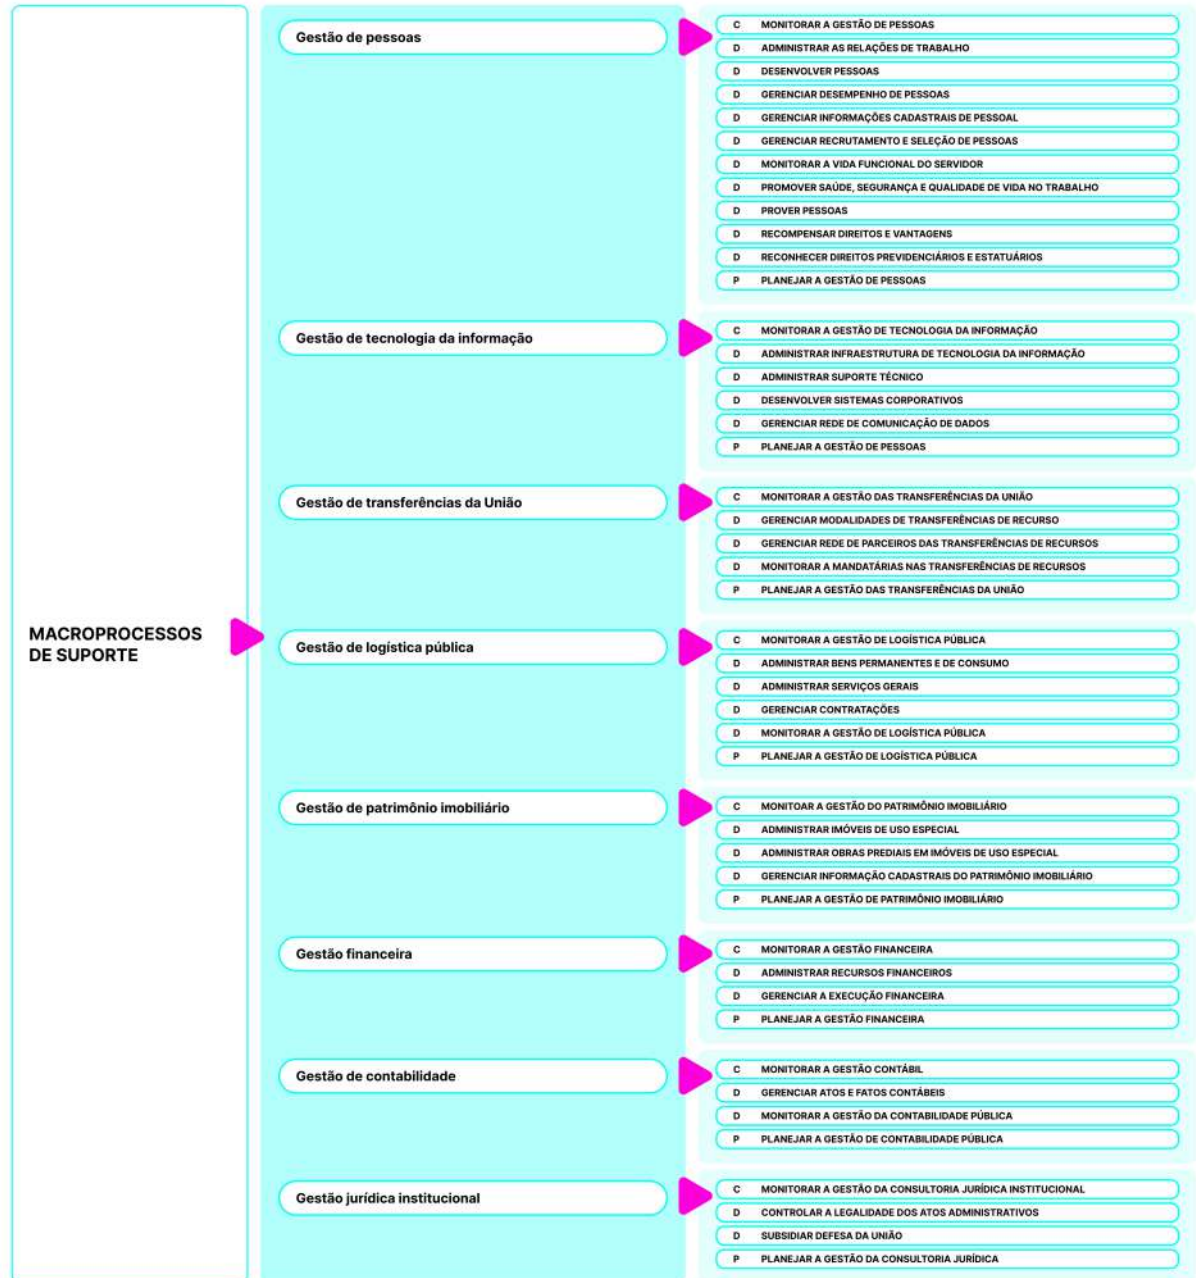 MACROPROCESSOS
DE SUPORTE
Gestão de pessoas
C MONITORAR A GESTÃO DE PESSOAS
D ADMINISTRAR AS RELAÇÕES DE TRABALHO
D DESENVOLVER PESSOAS
D GERENCIAR DESEMPENHO DE PESSOAS
D GERENCIAR INFORMAÇÕES CADASTRAIS DE PESSOAL
D GERENCIAR RECRUTAMENTO E SELEÇÃO DE PESSOAS
D MONITORAR A VIDA FUNCIONAL DO SERVIDOR
D PROMOVER SAÚDE, SEGURANÇA E QUALIDADE DE VIDA NO TRABALHO
D PROVER PESSOAS
D RECOMPENSAR DIREITOS E VANTAGENS
D RECONHECER DIREITOS PREVIDENCIÁRIOS E ESTATUÁRIOS
P PLANEJAR A GESTÃO DE PESSOAS
Gestão de tecnologia da informação
C MONITORAR A GESTÃO DE TECNOLOGIA DA INFORMAÇÃO
D ADMINISTRAR INFRAESTRUTURA DE TECNOLOGIA DA INFORMAÇÃO
D ADMINISTRAR SUPORTE TÉCNICO
D DESENVOLVER SISTEMAS CORPORATIVOS
D GERENCIAR REDE DE COMUNICAÇÃO DE DADOS
P PLANEJAR A GESTÃO DE PESSOAS
Gestão de transferências da União
C MONITORAR A GESTÃO DAS TRANSFERÊNCIAS DA UNIÃO
D GERENCIAR MODALIDADES DE TRANSFERÊNCIAS DE RECURSO
D GERENCIAR REDE DE PARCEIROS DAS TRANSFERÊNCIAS DE RECURSOS
D MONITORAR A MANDATÁRIAS NAS TRANSFERÊNCIAS DE RECURSOS
P PLANEJAR A GESTÃO DAS TRANSFERÊNCIAS DA UNIÃO
Gestão de logística pública
C MONITORAR A GESTÃO DE LOGÍSTICA PÚBLICA
D ADMINISTRAR BENS PERMANENTES E DE CONSUMO
D ADMINISTRAR SERVIÇOS GERAIS
D GERENCIAR CONTRATAÇÕES
D MONITORAR A GESTÃO DE LOGÍSTICA PÚBLICA
P PLANEJAR A GESTÃO DE LOGÍSTICA PÚBLICA
Gestão de patrimônio imobiliário
C MONITOAR A GESTÃO DO PATRIMÔNIO IMOBILIÁRIO
D ADMINISTRAR IMÓVEIS DE USO ESPECIAL
D ADMINISTRAR OBRAS PREDIAIS EM IMÓVEIS DE USO ESPECIAL
D GERENCIAR INFORMAÇÃO CADASTRAIS DO PATRIMÔNIO IMOBILIÁRIO
P PLANEJAR A GESTÃO DE PATRIMÔNIO IMOBILIÁRIO
Gestão financeira
C MONITORAR A GESTÃO FINANCEIRA
D ADMINISTRAR RECURSOS FINANCEIROS
D GERENCIAR A EXECUÇÃO FINANCEIRA
P PLANEJAR A GESTÃO FINANCEIRA
Gestão de contabilidade
C MONITORAR A GESTÃO CONTÁBIL
D GERENCIAR ATOS E FATOS CONTÁBEIS
D MONITORAR A GESTÃO DA CONTABILIDADE PÚBLICA
P PLANEJAR A GESTÃO DE CONTABILIDADE PÚBLICA
Gestão jurídica institucional
C MONITORAR A GESTÃO DA CONSULTORIA JURÍDICA INSTITUCIONAL
D CONTROLAR A LEGALIDADE DOS ATOS ADMINISTRATIVOS
D SUBSIDIAR DEFESA DA UNIÃO
P PLANEJAR A GESTÃO DA CONSULTORIA JURÍDICA